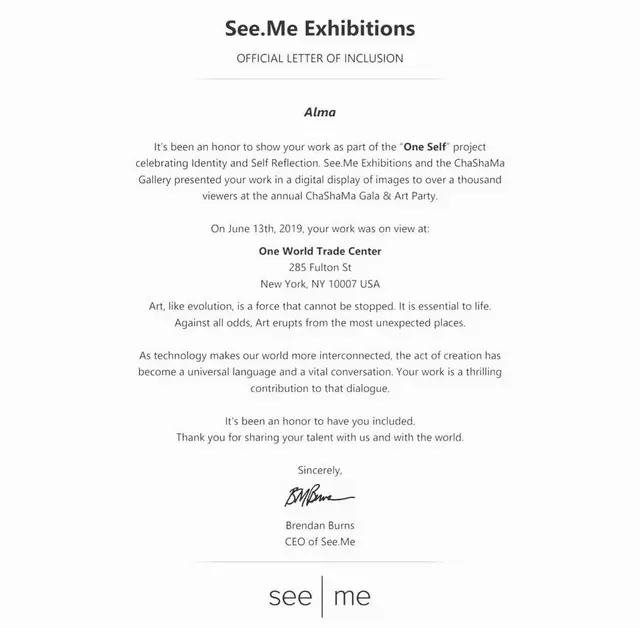 See.Me Exhibitions
OFFICIAL LETTER OF INCLUSION
Alma
It's been an honor to show your work as part of the "One Self" project
celebrating Identity and Self Reflection. See.Me Exhibitions and the ChaShaMa
Gallery presented your work in a digital display of images to over a thousand
viewers at the annual ChaShaMa Gala & Art Party.
On June 13th, 2019, your work was on view at:
One World Trade Center
285 Fulton St
New York, NY 10007 USA
Art, like evolution, is a force that cannot be stopped. It is essential to life.
Against all odds, Art erupts from the most unexpected places.
As technology makes our world more interconnected, the act of creation has
become a universal language and a vital conversation. Your work is a thrilling
contribution to that dialogue.
It's been an honor to have you included.
Thank you for sharing your talent with us and with the world.
Sincerely,
BMBurns
Brendan Burns
CEO of See.Me
see | me